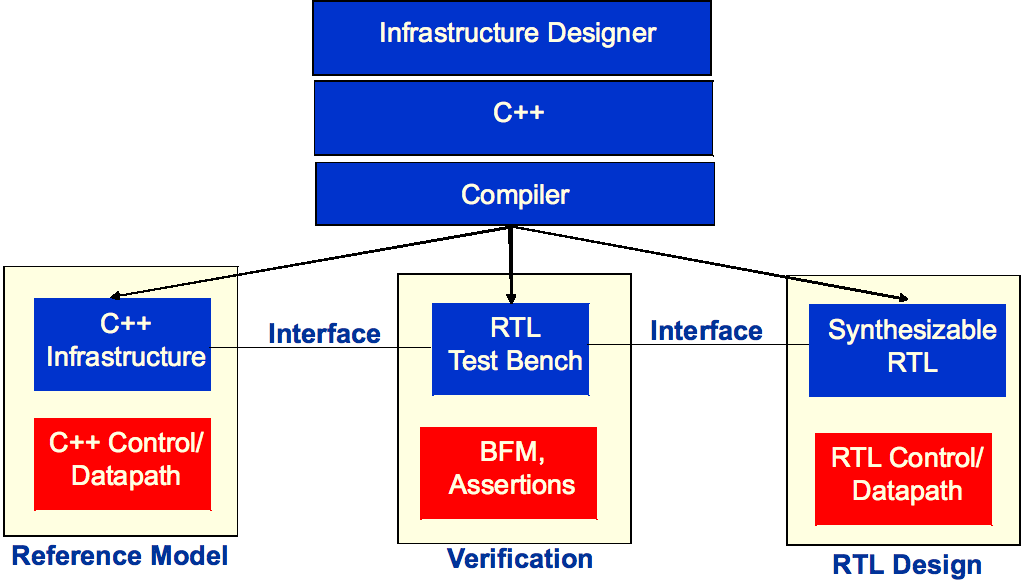 Infrastructure Designer
C++
Compiler
C++
Infrastructure
Interface
RTL
Test Bench
Interface
Synthesizable
RTL
C++ Control/
Datapath
BFM,
Assertions
RTL Control/
Datapath
Reference Model
Verification
RTL Design